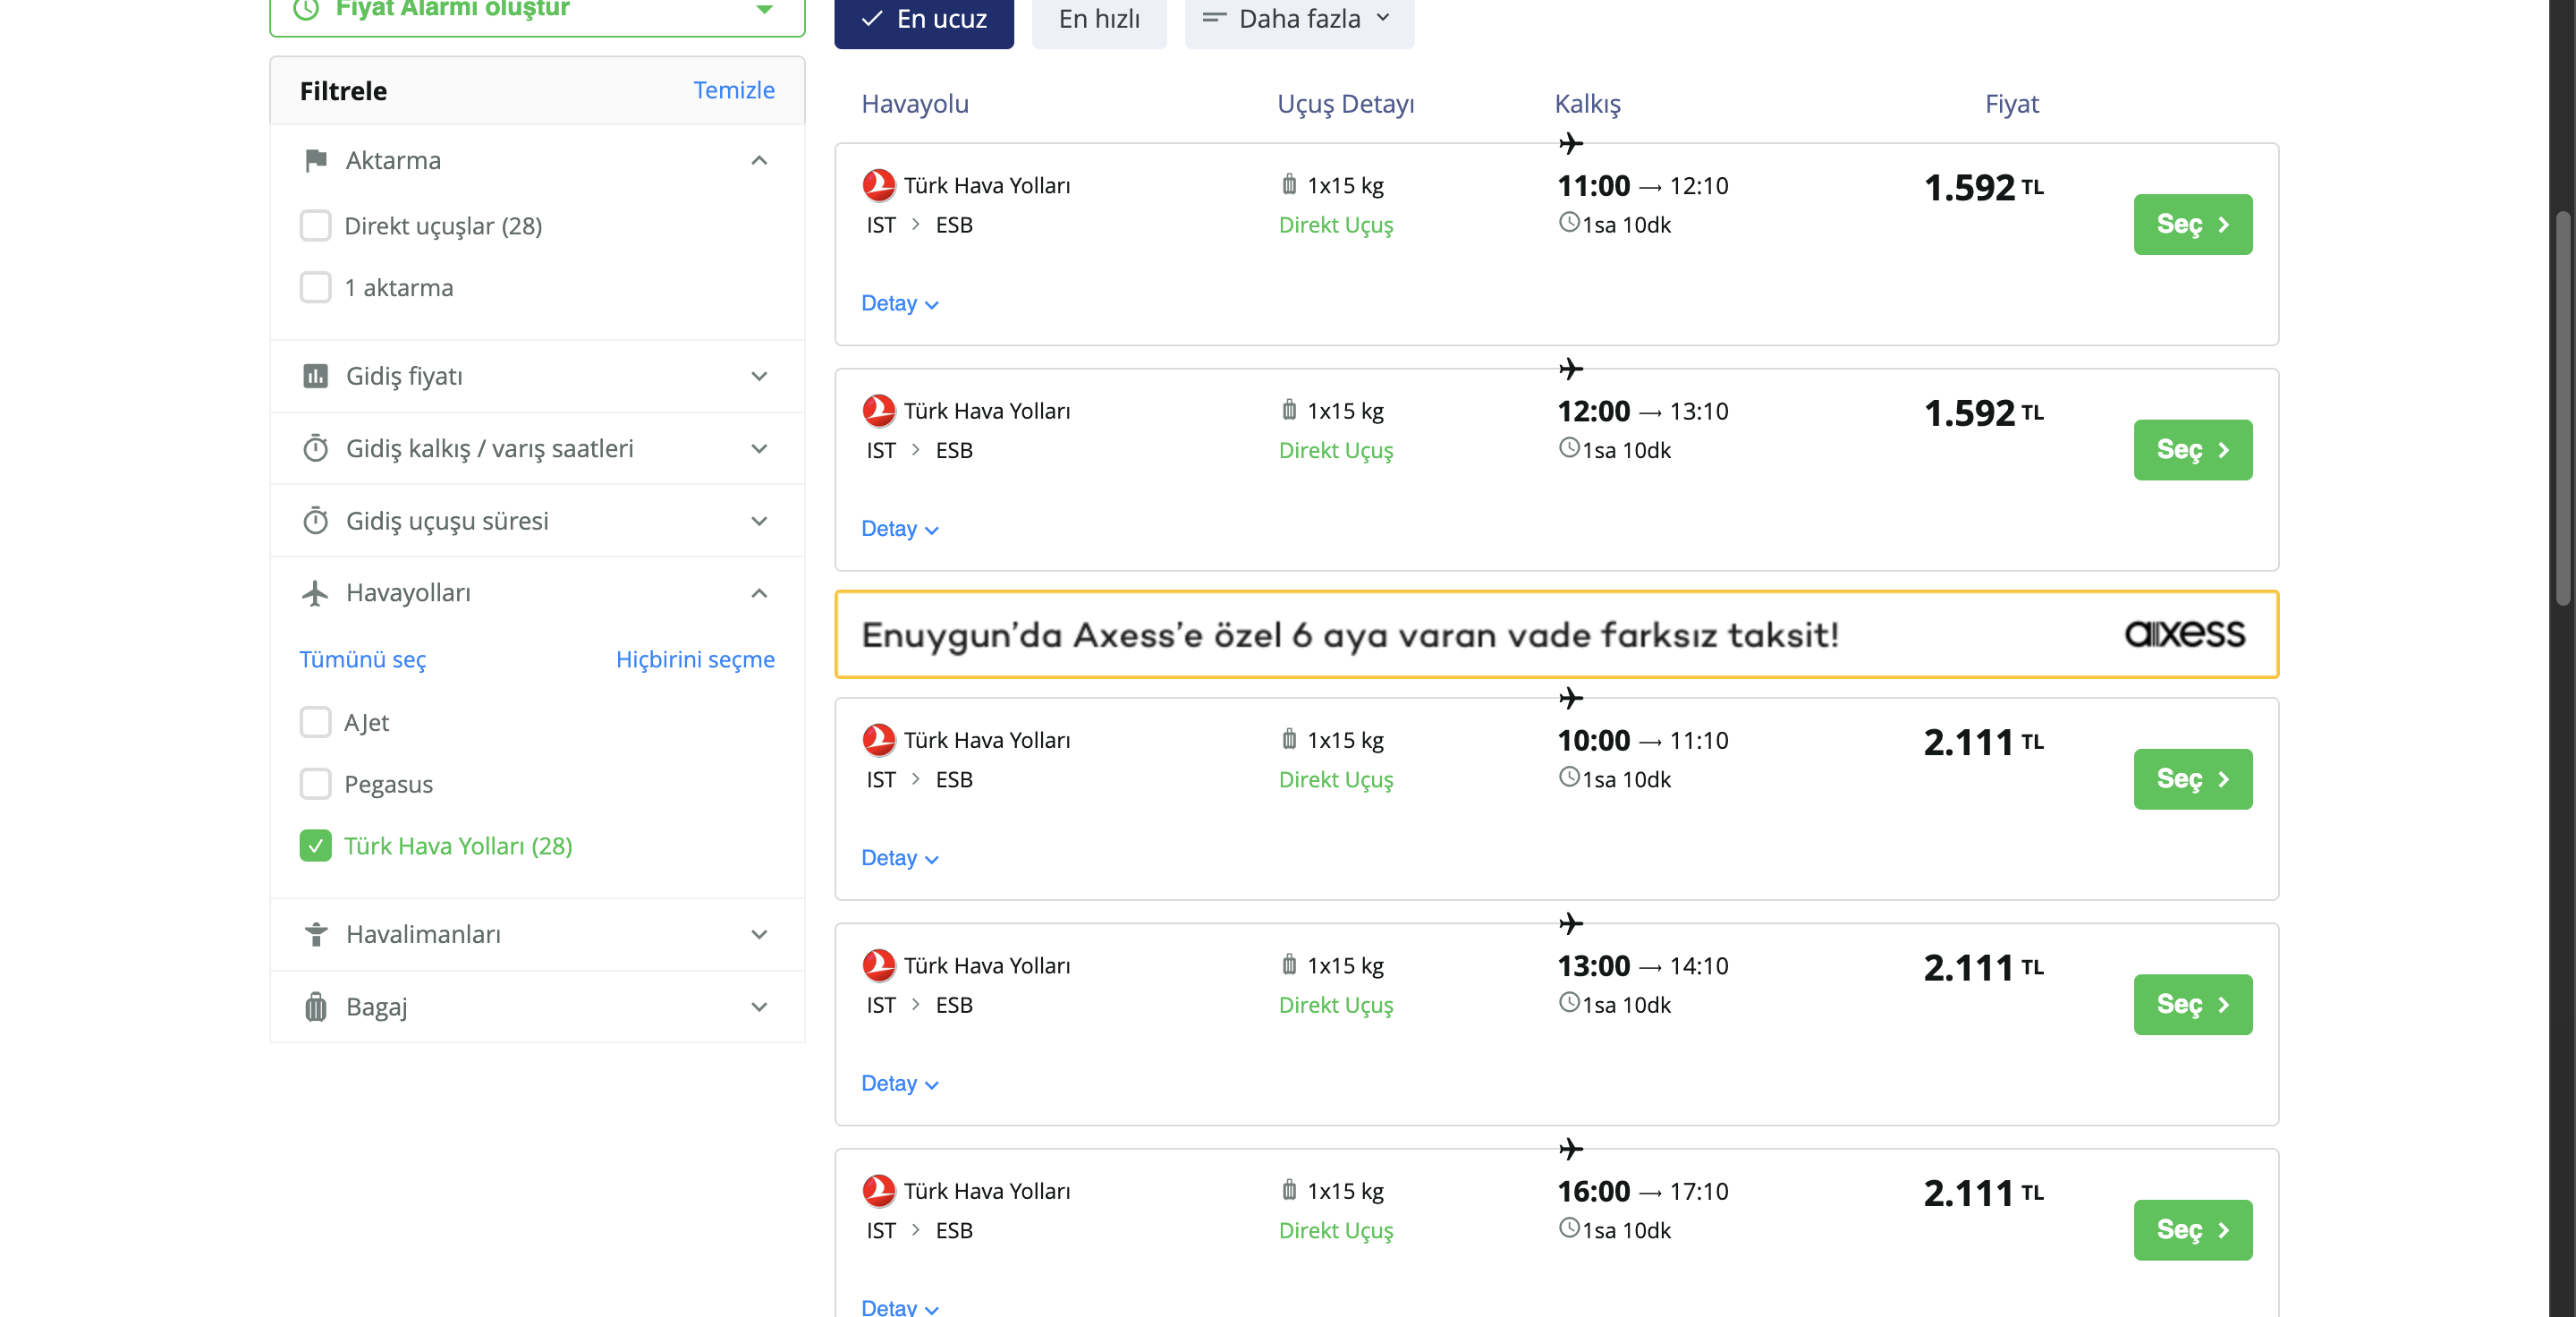 Fiyat Alarmı oluştur
Filtrele
Temizle
Aktarma
Direkt uçuşlar (28)
1 aktarma
Gidiş fiyatı
Gidiş kalkış / varış saatleri
Gidiş uçuşu süresi
Havayolları
Tümünü seç
Hiçbirini seçme
AJet
Pegasus
Türk Hava Yolları (28)
Havalimanları
Bagaj
En ucuz
En hızlı
Daha fazla
Havayolu
Uçuş Detayı
Kalkış
Fiyat
Türk Hava Yolları
IST > ESB
1x15 kg
Direkt Uçuş
11:00 → 12:10
1sa 10dk
1.592 TL
Seç
Detay
Türk Hava Yolları
IST > ESB
1x15 kg
Direkt Uçuş
12:00 → 13:10
1sa 10dk
1.592 TL
Seç
Detay
Enuygun'da Axess'e özel 6 aya varan vade farksız taksit!
axess
Türk Hava Yolları
IST > ESB
1x15 kg
Direkt Uçuş
10:00 → 11:10
1sa 10dk
2.111 TL
Seç
Detay
Türk Hava Yolları
IST > ESB
1x15 kg
Direkt Uçuş
13:00 → 14:10
1sa 10dk
2.111 TL
Seç
Detay
Türk Hava Yolları
IST > ESB
1x15 kg
Direkt Uçuş
16:00 → 17:10
1sa 10dk
2.111 TL
Seç
Detay